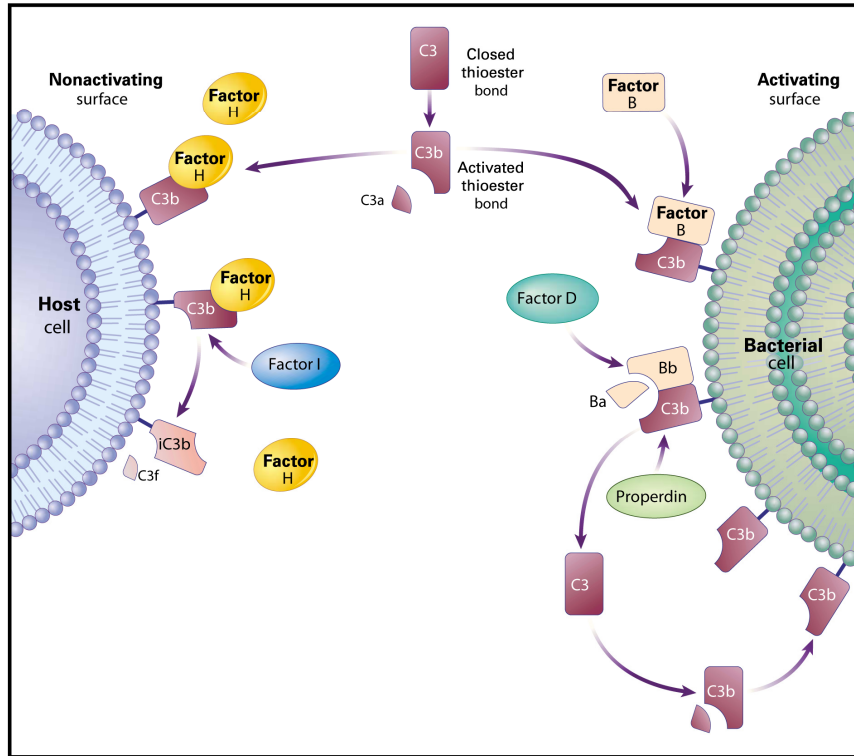 Nonactivating
surface
Factor
H
C3
Closed
thioester
bond
Factor
B
Activating
surface
Factor
H
C3b
C3b
Activated
thioester
bond
C3a
Factor
B
C3b
Host
cell
Factor
H
C3b
Factor I
Factor D
Bacterial
cell
Bb
Ba
C3b
iC3b
C3f
Factor
H
Properdin
C3b
C3
C3b
C3b